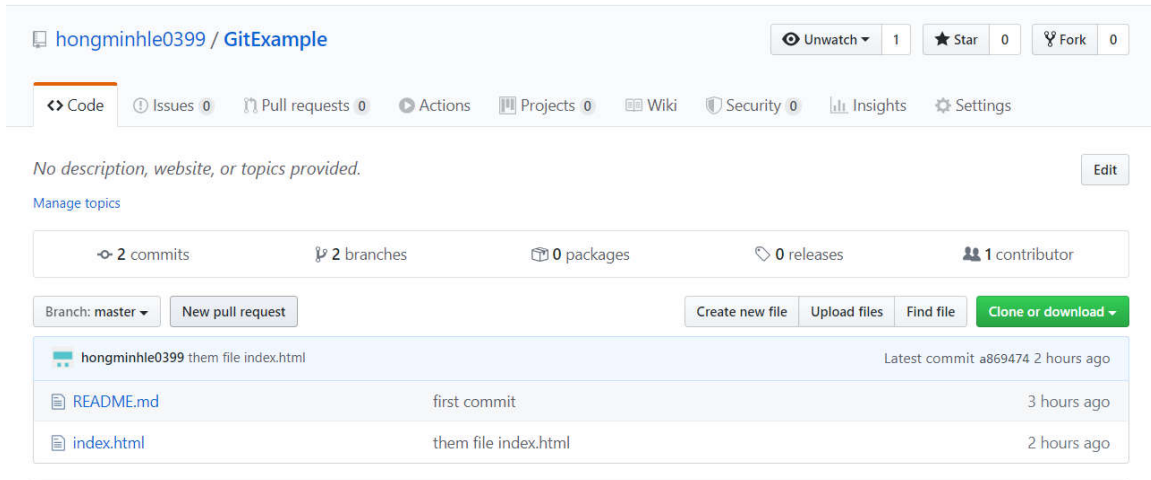 hongminhle0399 / GitExample Unwatch 1 Star 0 Fork 0
Code Issues 0 Pull requests 0 Actions Projects 0 Wiki Security 0 Insights Settings
No description, website, or topics provided. Edit
Manage topics
2 commits 2 branches 0 packages 0 releases 1 contributor
Branch: master New pull request Create new file Upload files Find file Clone or download
hongminhle0399 them file index.html Latest commit a869474 2 hours ago
README.md first commit 3 hours ago
index.html them file index.html 2 hours ago